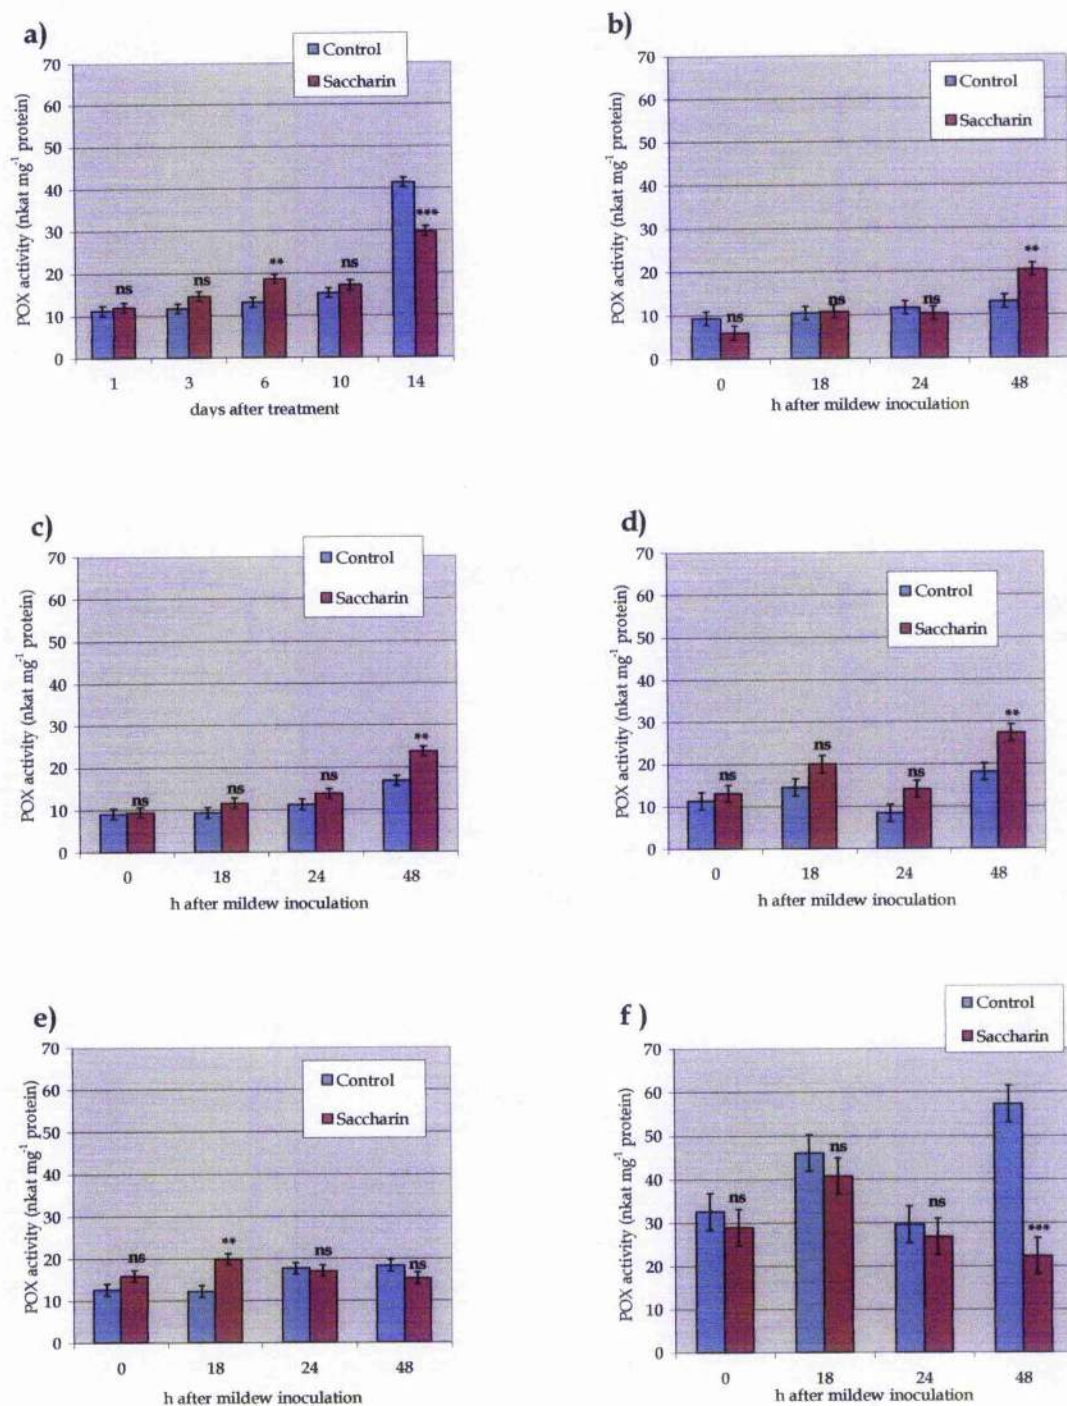 a)
Control
Saccharin
POX activity (nkat mg⁻¹ protein)
70
60
50
40
30
20
10
0
ns
ns
**
ns
***
1 3 6 10 14
days after treatment
b)
Control
Saccharin
POX activity (nkat mg⁻¹ protein)
70
60
50
40
30
20
10
0
ns
ns
ns
**
0 18 24 48
h after mildew inoculation
c)
Control
Saccharin
POX activity (nkat mg⁻¹ protein)
70
60
50
40
30
20
10
0
ns
ns
ns
**
0 18 24 48
h after mildew inoculation
d)
Control
Saccharin
POX activity (nkat mg⁻¹ protein)
70
60
50
40
30
20
10
0
ns
ns
ns
**
0 18 24 48
h after mildew inoculation
e)
Control
Saccharin
POX activity (nkat mg⁻¹ protein)
70
60
50
40
30
20
10
0
ns
**
ns
ns
0 18 24 48
h after mildew inoculation
f )
Control
Saccharin
POX activity (nkat mg⁻¹ protein)
70
60
50
40
30
20
10
0
ns
ns
ns
***
0 18 24 48
h after mildew inoculation